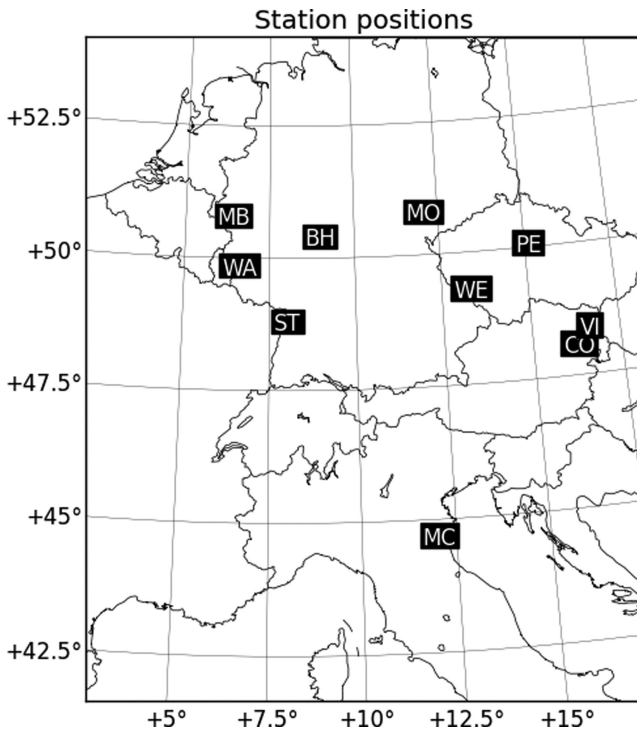 Station positions
+52.5°
MB
MO
BH
PE
+50°
WA
WE
ST
VI
CO
+47.5°
+45°
MC
+42.5°
+5°
+7.5°
+10°
+12.5°
+15°